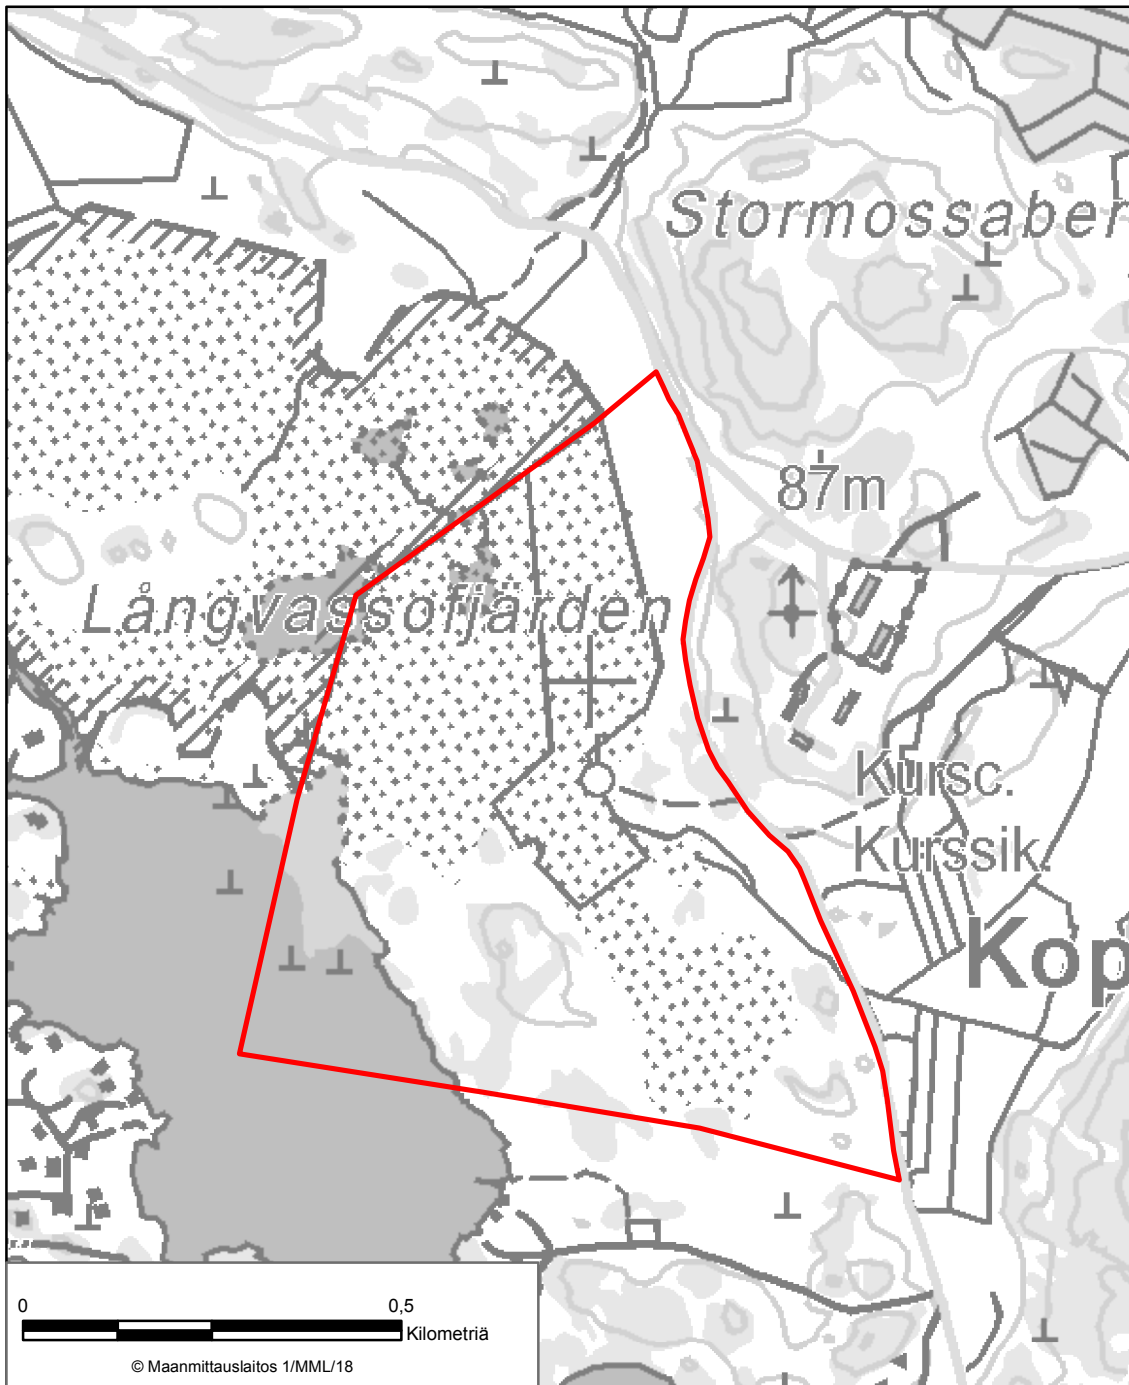 Stormossaber
87m
Långvassofjärden
Kursc.
Kurssik.
Kop
0 0,5
Kilometriä
© Maanmittauslaitos 1/MML/18